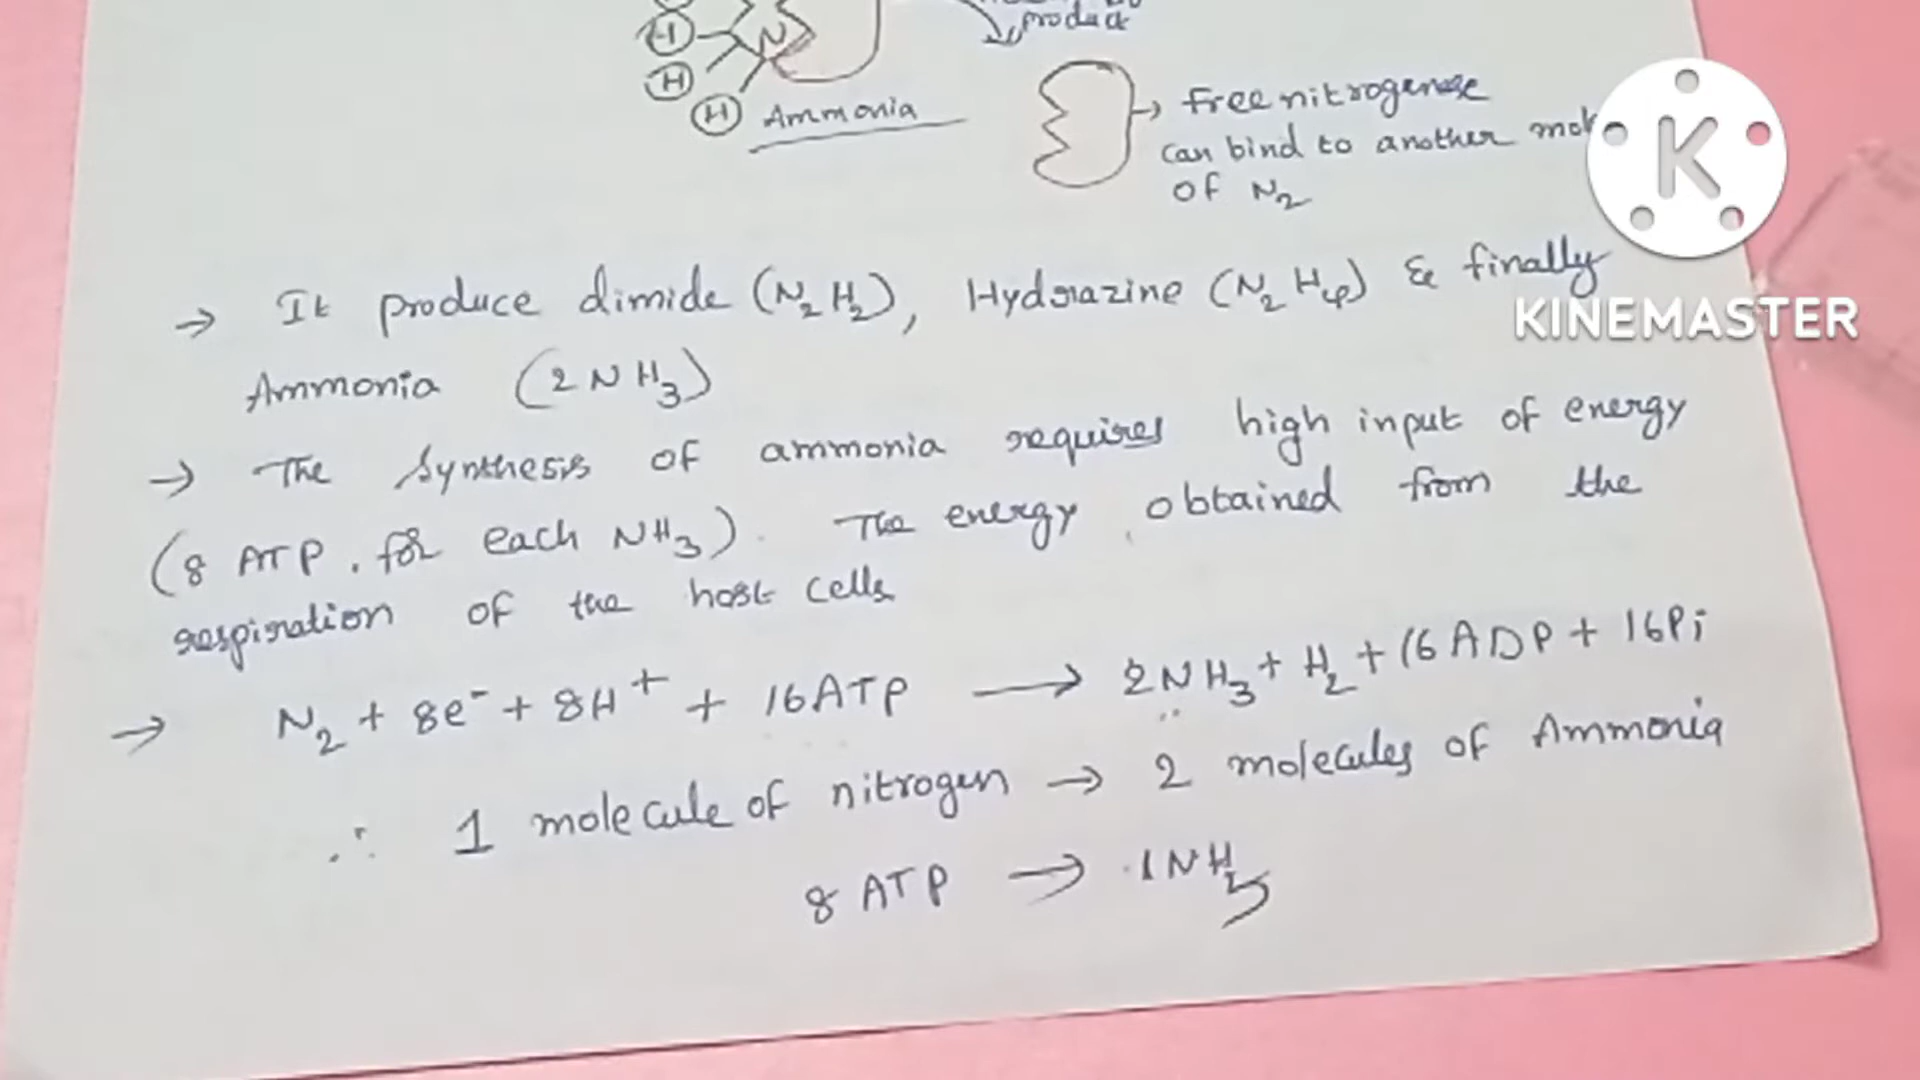 product
H
N
H
H
Ammonia
Free nitrogenase
can bind to another
of N₂
K
KINEMASTER
→ It produce dimide (N₂H₂), Hydrazine (N₂H₄) & finally
Ammonia (2NH₃)
→ The synthesis of ammonia requires high input of energy
(8 ATP. for each NH₃). The energy obtained from the
respiration of the host cells
→ N₂ + 8e⁻ + 8H⁺ + 16ATP → 2NH₃ + H₂ + 16ADP + 16Pi
∴ 1 molecule of nitrogen → 2 molecules of Ammonia
8 ATP → 1NH₃